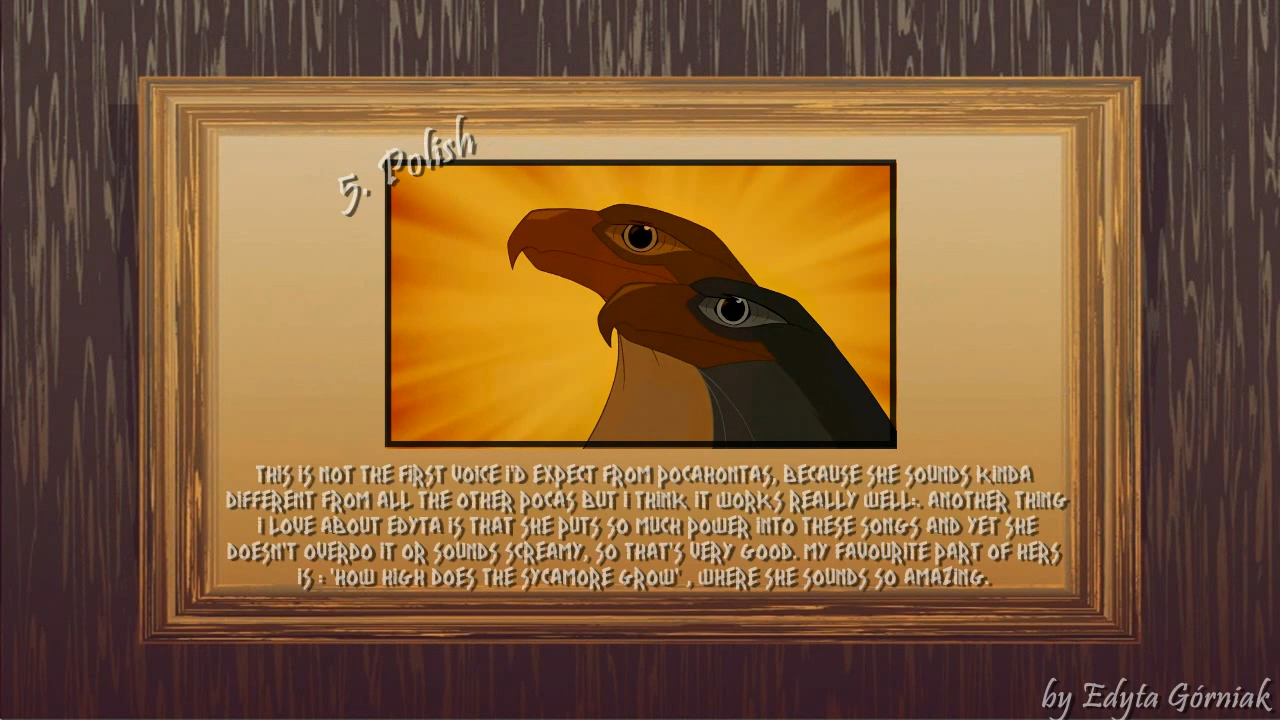 5. Polish
THIS IS NOT THE FIRST VOICE I'D EXPECT FROM POCAHONTAS, BECAUSE SHE SOUNDS KINDA
DIFFERENT FROM ALL THE OTHER POCAS BUT I THINK IT WORKS REALLY WELL:. ANOTHER THING
I LOVE ABOUT EDYTA IS THAT SHE PUTS SO MUCH POWER INTO THESE SONGS AND YET SHE
DOESN'T OVERDO IT OR SOUNDS SCREAMY, SO THAT'S VERY GOOD. MY FAVOURITE PART OF HERS
IS : 'HOW HIGH DOES THE SYCAMORE GROW' , WHERE SHE SOUNDS SO AMAZING.
by Edyta Górniak